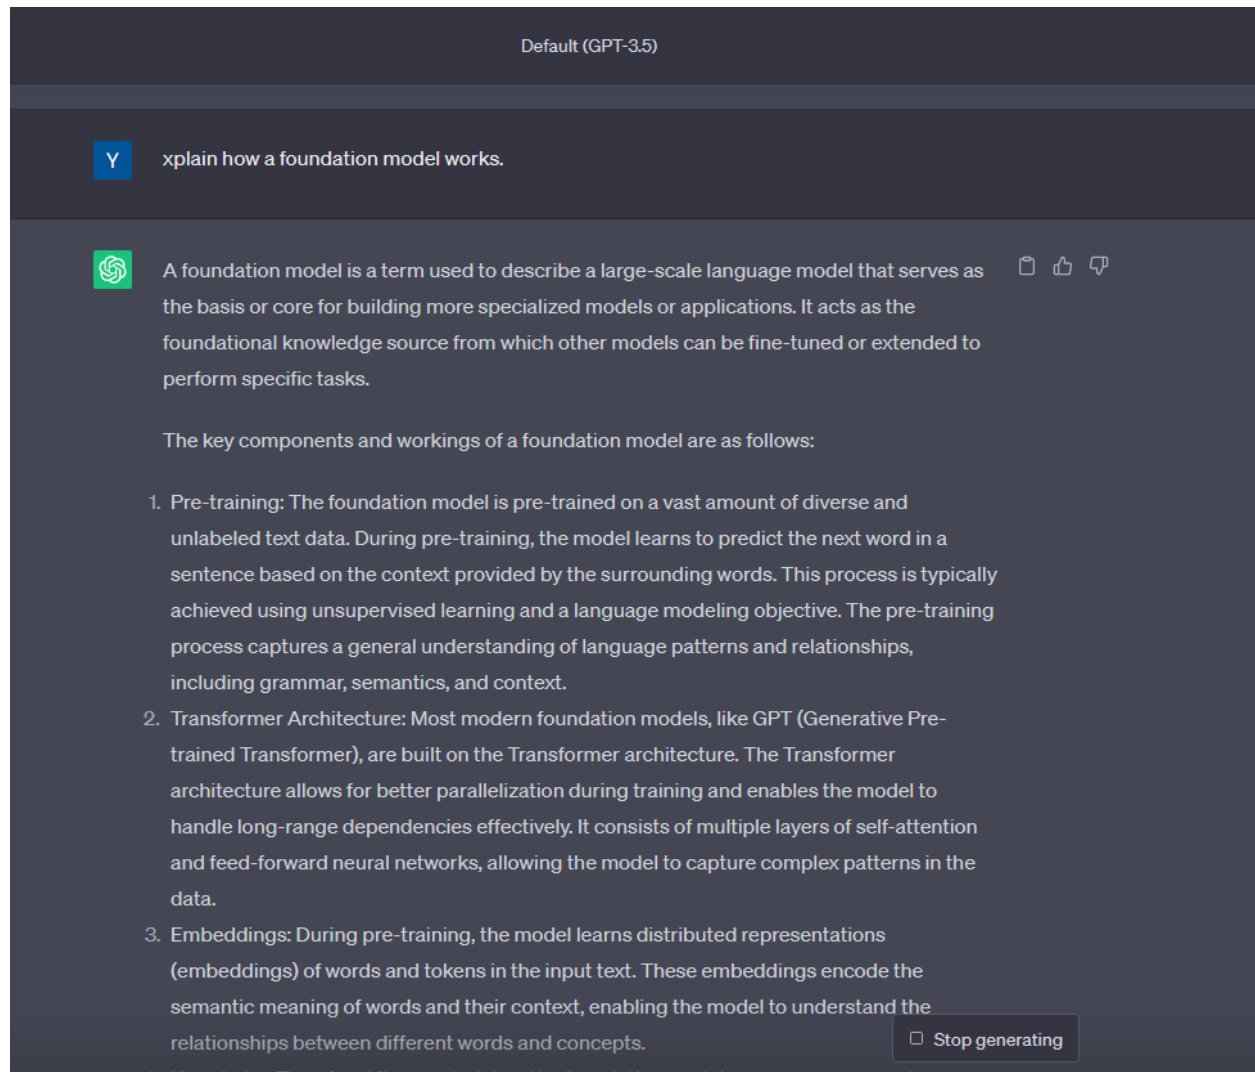 Default (GPT-3.5)
Y
xplain how a foundation model works.
A foundation model is a term used to describe a large-scale language model that serves as
the basis or core for building more specialized models or applications. It acts as the
foundational knowledge source from which other models can be fine-tuned or extended to
perform specific tasks.
The key components and workings of a foundation model are as follows:
1. Pre-training: The foundation model is pre-trained on a vast amount of diverse and
unlabeled text data. During pre-training, the model learns to predict the next word in a
sentence based on the context provided by the surrounding words. This process is typically
achieved using unsupervised learning and a language modeling objective. The pre-training
process captures a general understanding of language patterns and relationships,
including grammar, semantics, and context.
2. Transformer Architecture: Most modern foundation models, like GPT (Generative Pre-
trained Transformer), are built on the Transformer architecture. The Transformer
architecture allows for better parallelization during training and enables the model to
handle long-range dependencies effectively. It consists of multiple layers of self-attention
and feed-forward neural networks, allowing the model to capture complex patterns in the
data.
3. Embeddings: During pre-training, the model learns distributed representations
(embeddings) of words and tokens in the input text. These embeddings encode the
semantic meaning of words and their context, enabling the model to understand the
relationships between different words and concepts.
Stop generating